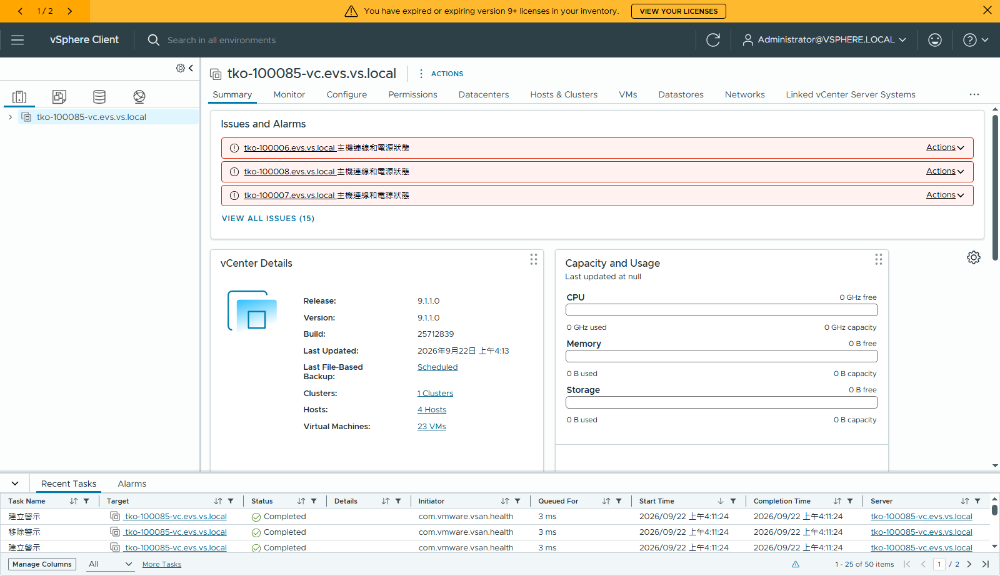 1 / 2
You have expired or expiring version 9+ licenses in your inventory.
VIEW YOUR LICENSES
vSphere Client
Search in all environments
Administrator@VSPHERE.LOCAL
tko-100085-vc.evs.vs.local
tko-100085-vc.evs.vs.local
ACTIONS
Summary Monitor Configure Permissions Datacenters Hosts & Clusters VMs Datastores Networks Linked vCenter Server Systems
Issues and Alarms
tko-100006.evs.vs.local 主機連線和電源狀態 Actions
tko-100008.evs.vs.local 主機連線和電源狀態 Actions
tko-100007.evs.vs.local 主機連線和電源狀態 Actions
VIEW ALL ISSUES (15)
vCenter Details
Release: 9.1.1.0
Version: 9.1.1.0
Build: 25712839
Last Updated: 2026年9月22日 上午4:13
Last File-Based Backup: Scheduled
Clusters: 1 Clusters
Hosts: 4 Hosts
Virtual Machines: 23 VMs
Capacity and Usage
Last updated at null
CPU 0 GHz free
0 GHz used 0 GHz capacity
Memory 0 B free
0 B used 0 B capacity
Storage 0 B free
0 B used 0 B capacity
Recent Tasks Alarms
Task Name Target Status Details Initiator Queued For Start Time Completion Time Server
建立警示 tko-100085-vc.evs.vs.local Completed com.vmware.vsan.health 3 ms 2026/09/22 上午4:11:24 2026/09/22 上午4:11:24 tko-100085-vc.evs.vs.local
移除警示 tko-100085-vc.evs.vs.local Completed com.vmware.vsan.health 3 ms 2026/09/22 上午4:11:24 2026/09/22 上午4:11:24 tko-100085-vc.evs.vs.local
建立警示 tko-100085-vc.evs.vs.local Completed com.vmware.vsan.health 3 ms 2026/09/22 上午4:11:24 2026/09/22 上午4:11:24 tko-100085-vc.evs.vs.local
Manage Columns All More Tasks 1 - 25 of 50 items 1 / 2